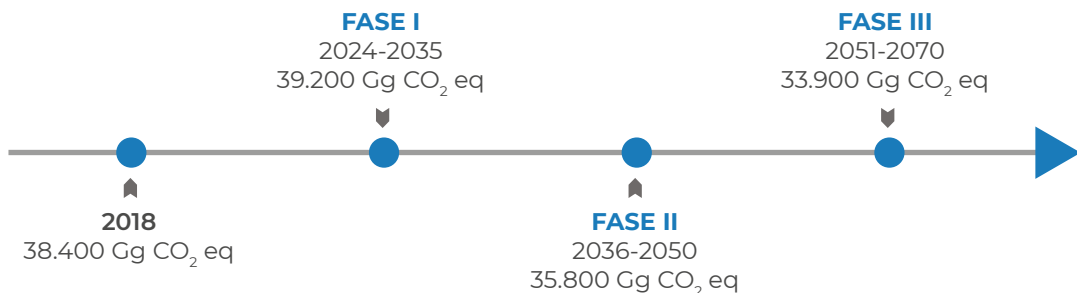 2018
38.400 Gg CO₂ eq
FASE I
2024-2035
39.200 Gg CO₂ eq
FASE II
2036-2050
35.800 Gg CO₂ eq
FASE III
2051-2070
33.900 Gg CO₂ eq